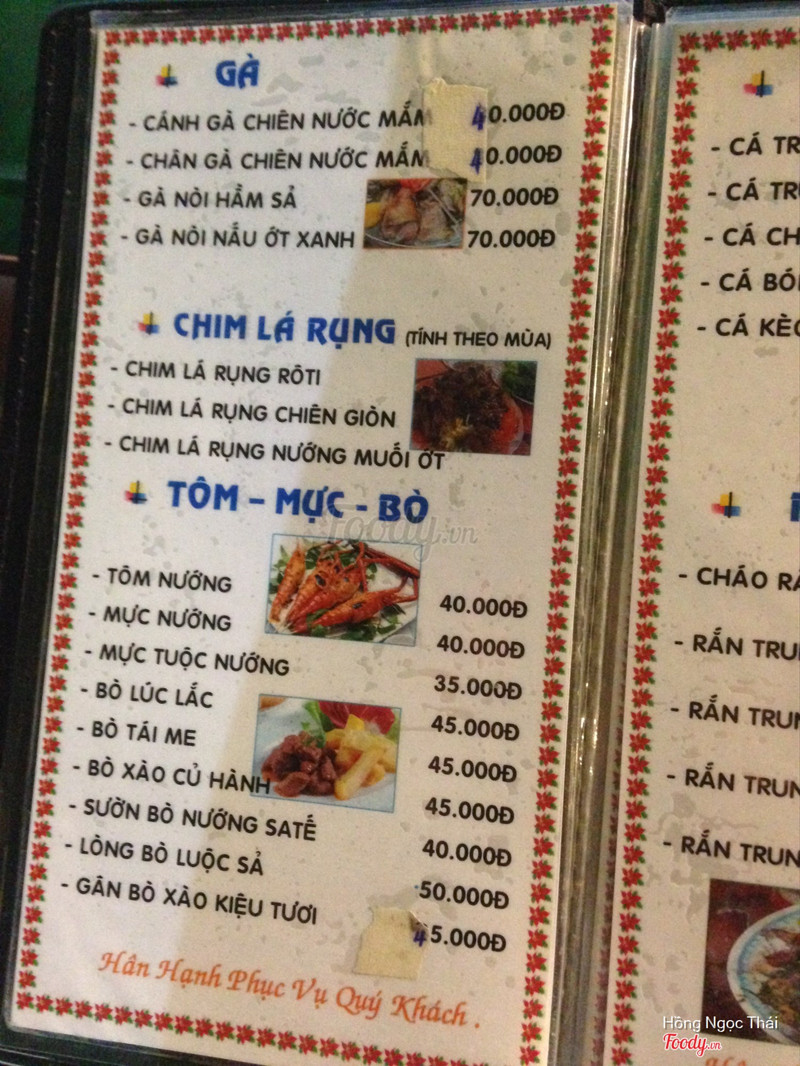 GÀ
- CÁNH GÀ CHIÊN NƯỚC MẮM 40.000Đ
- CHÂN GÀ CHIÊN NƯỚC MẮM 40.000Đ
- GÀ NÒI HẦM SẢ 70.000Đ
- GÀ NÒI NẤU ỚT XANH 70.000Đ
CHIM LÁ RỤNG (TÍNH THEO MÙA)
- CHIM LÁ RỤNG RÔTI
- CHIM LÁ RỤNG CHIÊN GIÒN
- CHIM LÁ RỤNG NƯỚNG MUỐI ỚT
TÔM – MỰC - BÒ
Foody.vn
- TÔM NƯỚNG 40.000Đ
- MỰC NƯỚNG 40.000Đ
- MỰC TUỘC NƯỚNG 35.000Đ
- BÒ LÚC LẮC 45.000Đ
- BÒ TÁI ME 45.000Đ
- BÒ XÀO CỦ HÀNH 45.000Đ
- SƯỜN BÒ NƯỚNG SATẾ 40.000Đ
- LÒNG BÒ LUỘC SẢ 50.000Đ
- GÂN BÒ XÀO KIỆU TƯƠI 45.000Đ
Hân Hạnh Phục Vụ Quý Khách .
- CÁ
- CÁ
- CÁ
- CÁ
- CÁ KÈO
- CHÁO
- RẮN
- RẮN
- RẮN
- RẮN
Hồng Ngọc Thái
Foody.vn